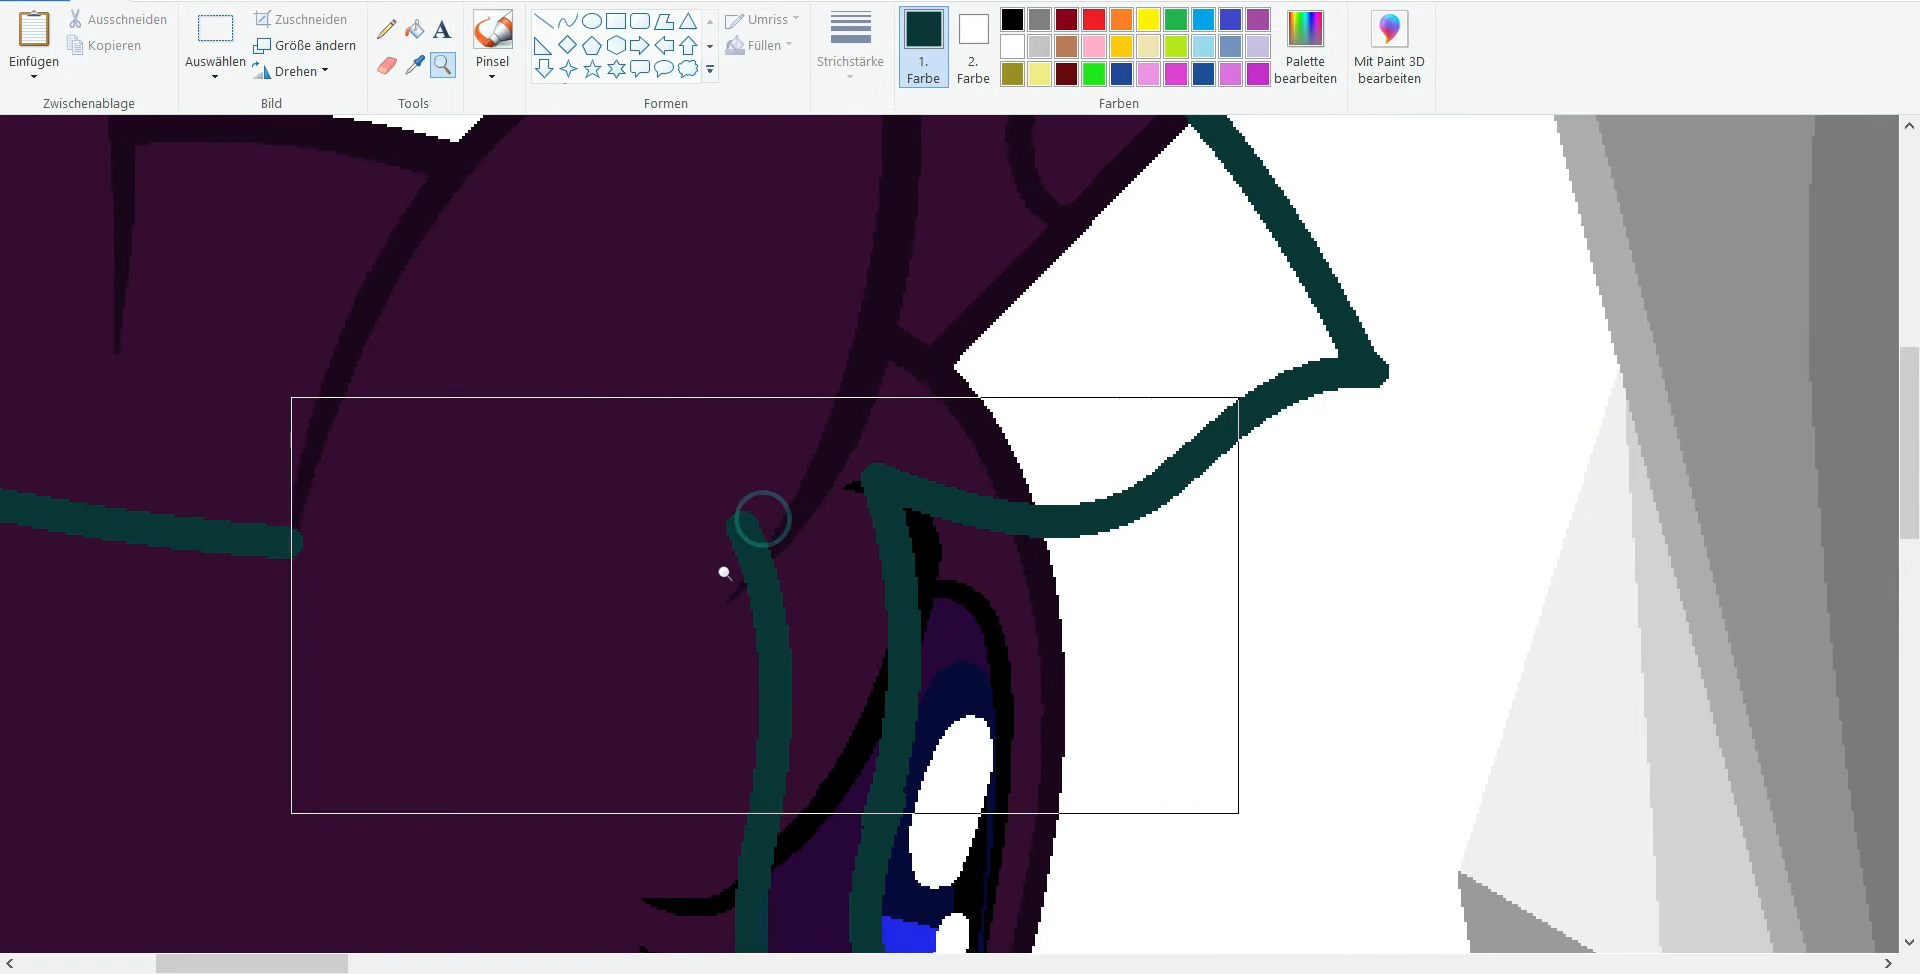 Ausschneiden
Kopieren
Einfügen
Zwischenablage
Auswählen
Zuschneiden
Größe ändern
Drehen
Bild
A
Tools
Pinsel
Umriss
Füllen
Formen
Strichstärke
1.
Farbe
2.
Farbe
Palette
bearbeiten
Farben
Mit Paint 3D
bearbeiten